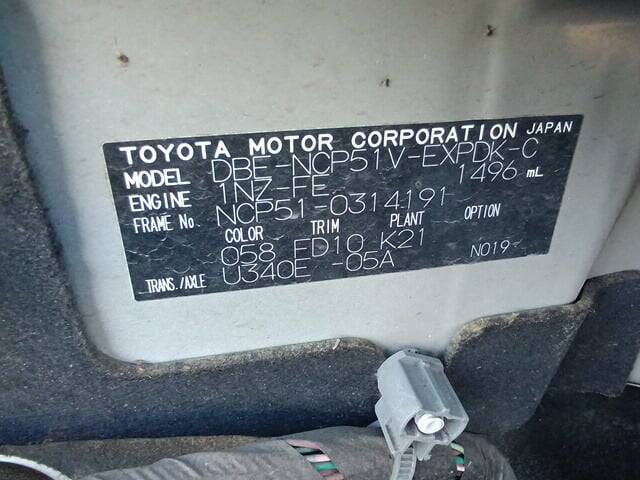 TOYOTA MOTOR CORPORATION JAPAN
MODEL DBE-NCP51V-EXPDK-C
ENGINE 1NZ-FE 1496 mL
FRAME No. NCP51-0314191
COLOR TRIM PLANT OPTION
058 FD10 K21
TRANS./AXLE U340E -05A N019